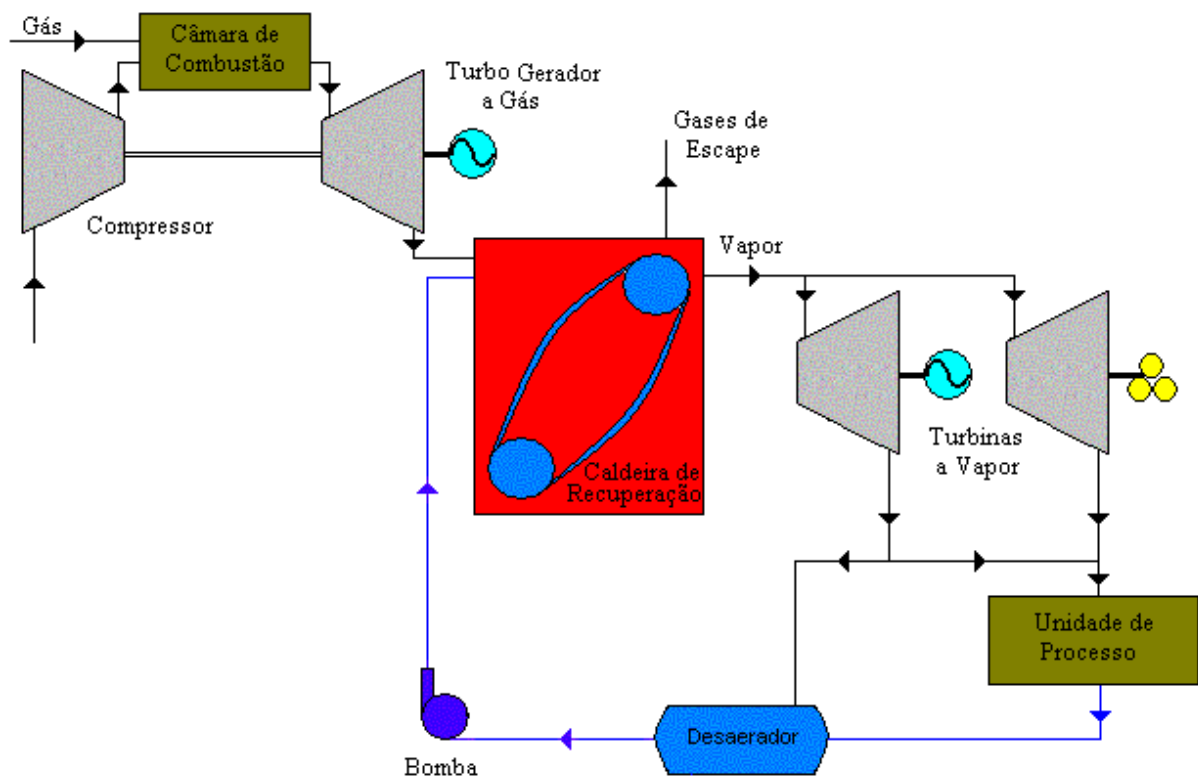 Gás
Câmara de
Combustão
Turbo Gerador
a Gás
Gases de
Escape
Compressor
Vapor
Turbinas
a Vapor
Caldeira de
Recuperação
Unidade de
Processo
Desaerador
Bomba